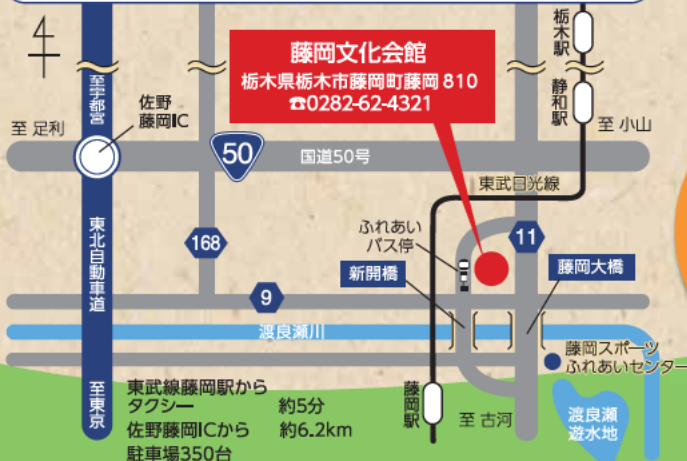 栃木駅
藤岡文化会館
栃木県栃木市藤岡町藤岡 810
☎0282-62-4321
至宇都宮
佐野
藤岡IC
静和駅
至 足利
至 小山
50
国道50号
東武日光線
ふれあい
バス停
168
11
新開橋
藤岡大橋
東北自動車道
9
渡良瀬川
藤岡スポーツ
ふれあいセンター
至東京
東武線藤岡駅から
タクシー 約5分
佐野藤岡ICから 約6.2km
駐車場350台
藤岡駅
至 古河
渡良瀬
遊水地